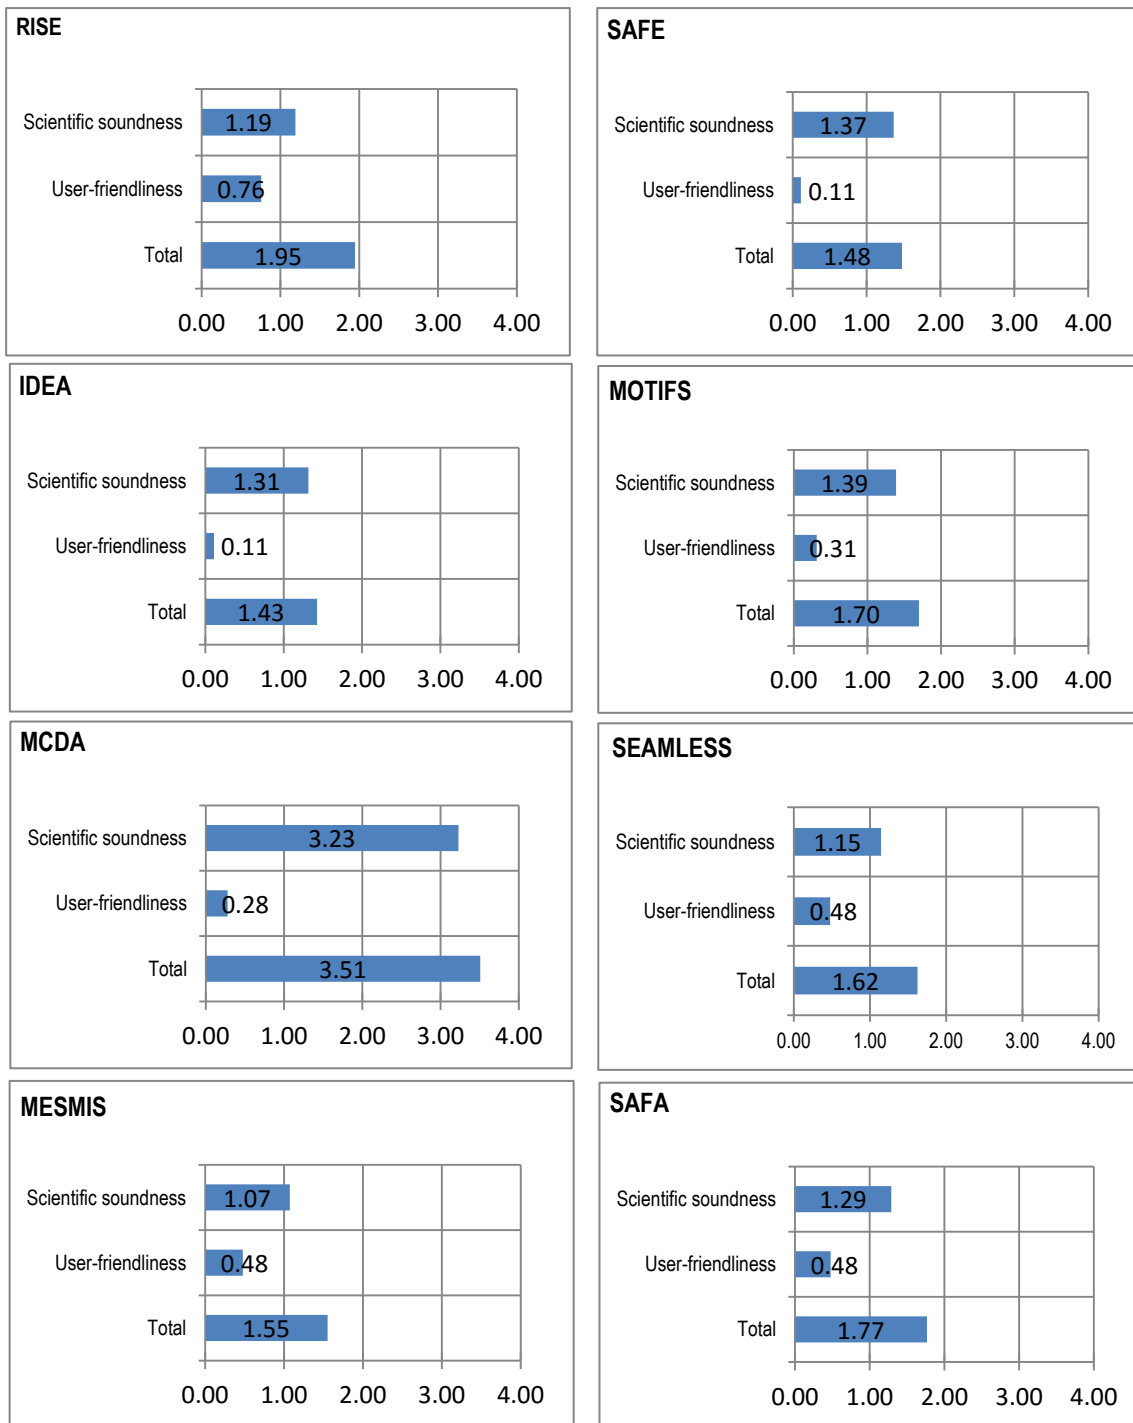 RISE
Scientific soundness
1.19
User-friendliness
0.76
Total
1.95
0.00 1.00 2.00 3.00 4.00
SAFE
Scientific soundness
1.37
User-friendliness
0.11
Total
1.48
0.00 1.00 2.00 3.00 4.00
IDEA
Scientific soundness
1.31
User-friendliness
0.11
Total
1.43
0.00 1.00 2.00 3.00 4.00
MOTIFS
Scientific soundness
1.39
User-friendliness
0.31
Total
1.70
0.00 1.00 2.00 3.00 4.00
MCDA
Scientific soundness
3.23
User-friendliness
0.28
Total
3.51
0.00 1.00 2.00 3.00 4.00
SEAMLESS
Scientific soundness
1.15
User-friendliness
0.48
Total
1.62
0.00 1.00 2.00 3.00 4.00
MESMIS
Scientific soundness
1.07
User-friendliness
0.48
Total
1.55
0.00 1.00 2.00 3.00 4.00
SAFA
Scientific soundness
1.29
User-friendliness
0.48
Total
1.77
0.00 1.00 2.00 3.00 4.00